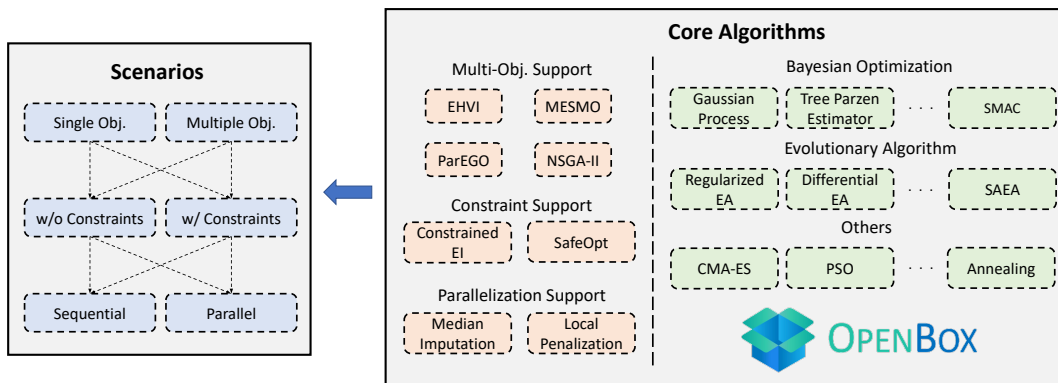 Scenarios
Single Obj.
Multiple Obj.
w/o Constraints
w/ Constraints
Sequential
Parallel
Core Algorithms
Multi-Obj. Support
EHVI
MESMO
ParEGO
NSGA-II
Constraint Support
Constrained
EI
SafeOpt
Parallelization Support
Median
Imputation
Local
Penalization
Bayesian Optimization
Gaussian
Process
Tree Parzen
Estimator
· · ·
SMAC
Evolutionary Algorithm
Regularized
EA
Differential
EA
· · ·
SAEA
Others
CMA-ES
PSO
· · ·
Annealing
OPENBOX